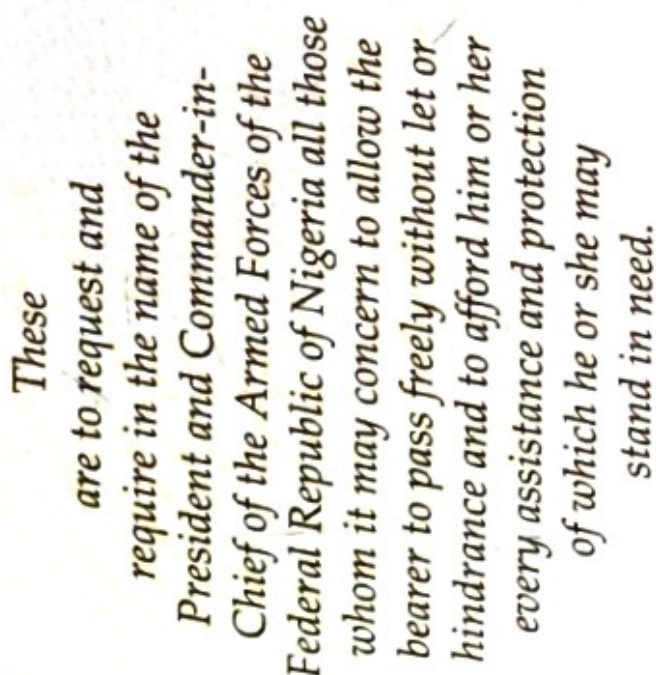 These
are to request and
require in the name of the
President and Commander-in-
Chief of the Armed Forces of the
Federal Republic of Nigeria all those
whom it may concern to allow the
bearer to pass freely without let or
hindrance and to afford him or her
every assistance and protection
of which he or she may
stand in need.